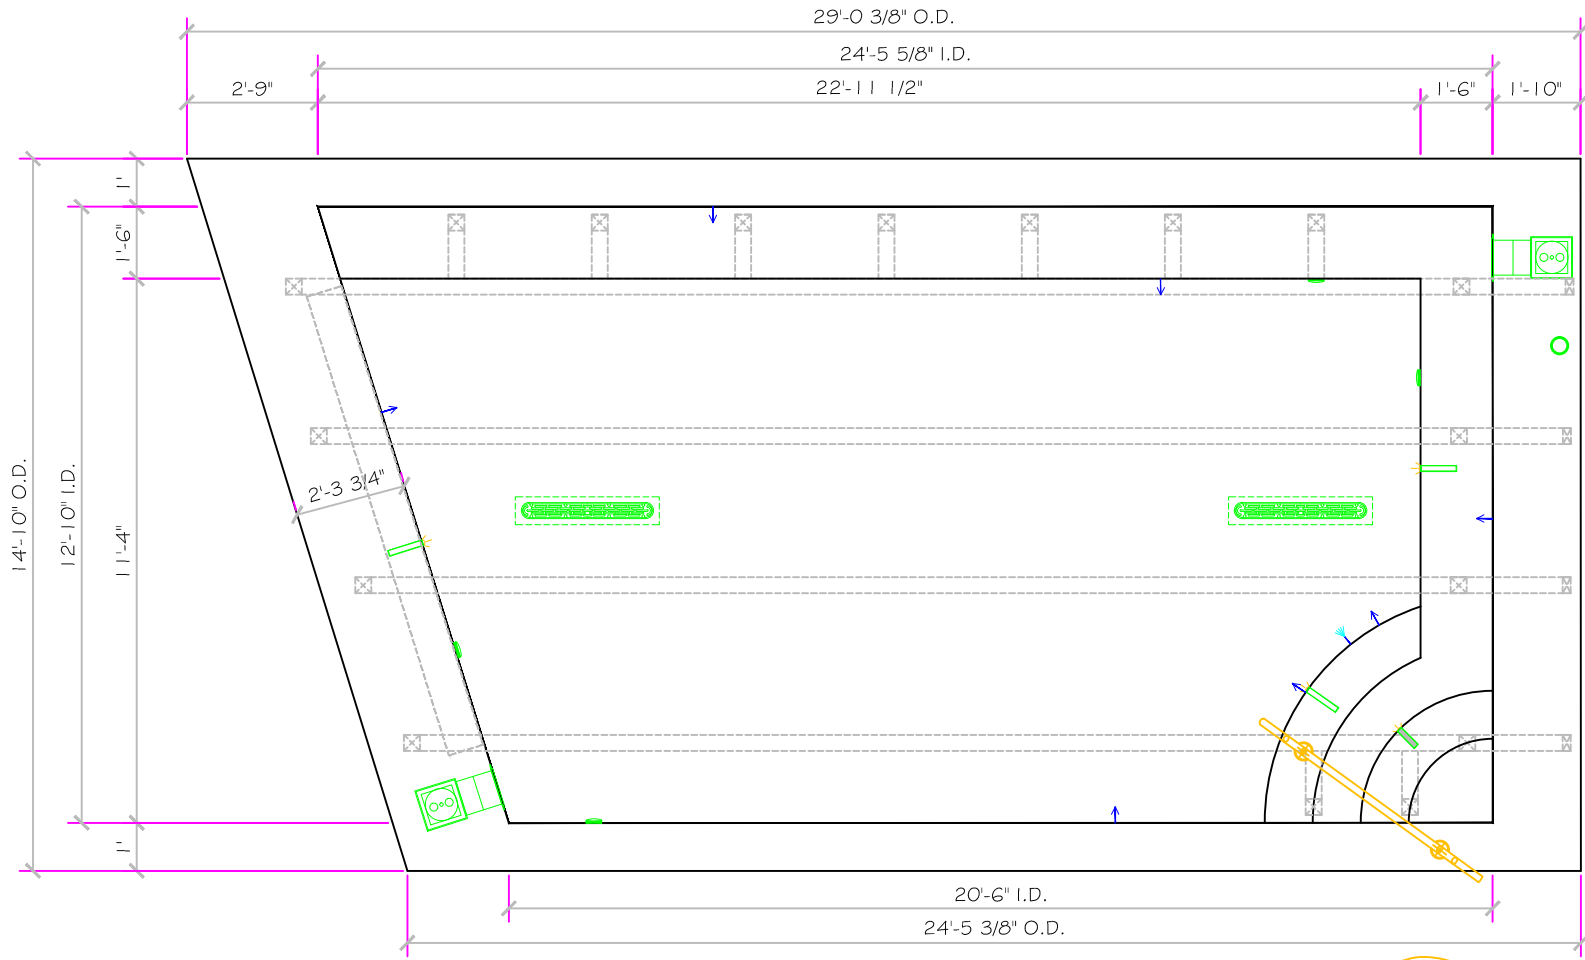 29'-0 3/8" O.D.
24'-5 5/8" I.D.
2'-9"
22'-11 1/2"
1'-6"
1'-10"
1'
1'-6"
2'-3 3/4"
14'-10" O.D.
12'-10" I.D.
11'-4"
1'
20'-6" I.D.
24'-5 3/8" O.D.